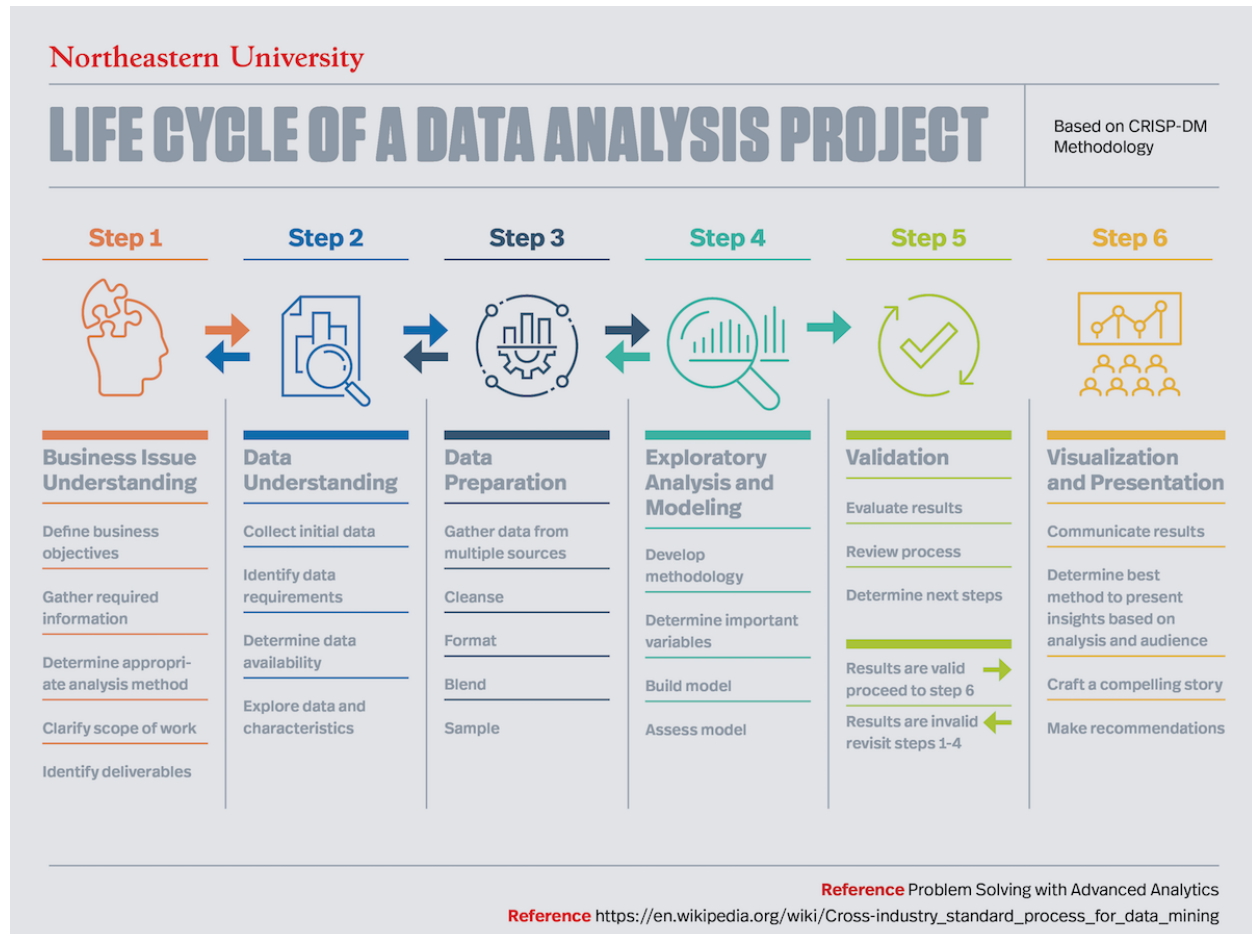 Northeastern University
LIFE CYCLE OF A DATA ANALYSIS PROJECT
Based on CRISP-DM
Methodology
Step 1
Business Issue
Understanding
Define business
objectives
Gather required
information
Determine appropri-
ate analysis method
Clarify scope of work
Identify deliverables
Step 2
Data
Understanding
Collect initial data
Identify data
requirements
Determine data
availability
Explore data and
characteristics
Step 3
Data
Preparation
Gather data from
multiple sources
Cleanse
Format
Blend
Sample
Step 4
Exploratory
Analysis and
Modeling
Develop
methodology
Determine important
variables
Build model
Assess model
Step 5
Validation
Evaluate results
Review process
Determine next steps
Results are valid
proceed to step 6
Results are invalid
revisit steps 1-4
Step 6
Visualization
and Presentation
Communicate results
Determine best
method to present
insights based on
analysis and audience
Craft a compelling story
Make recommendations
Reference Problem Solving with Advanced Analytics
Reference https://en.wikipedia.org/wiki/Cross-industry_standard_process_for_data_mining